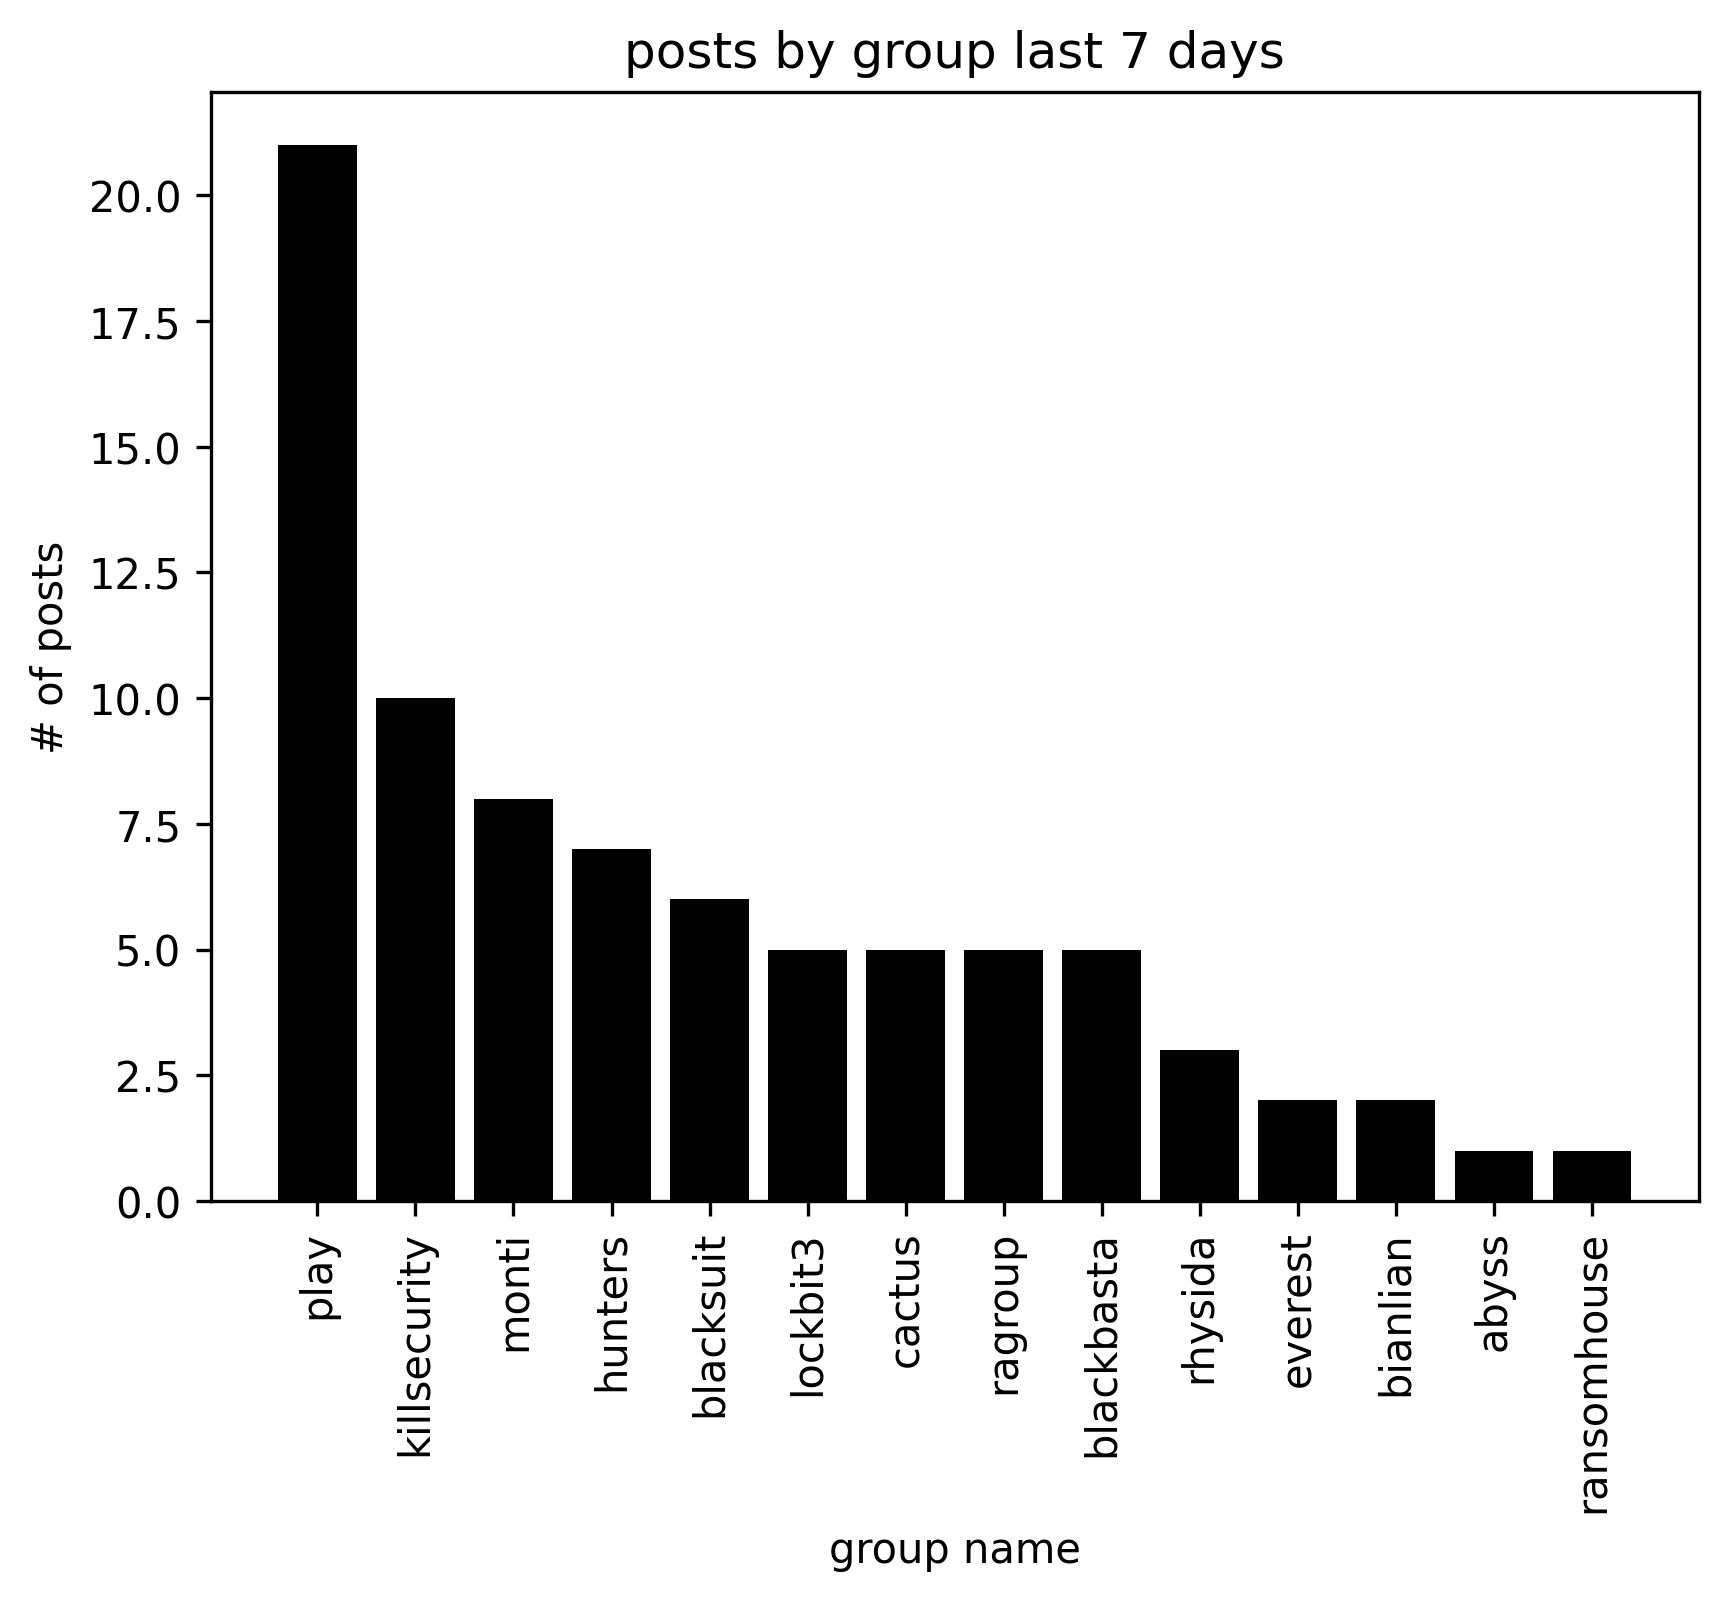 posts by group last 7 days
# of posts
20.0
17.5
15.0
12.5
10.0
7.5
5.0
2.5
0.0
play
killsecurity
monti
hunters
blacksuit
lockbit3
cactus
ragroup
blackbasta
rhysida
everest
bianlian
abyss
ransomhouse
group name